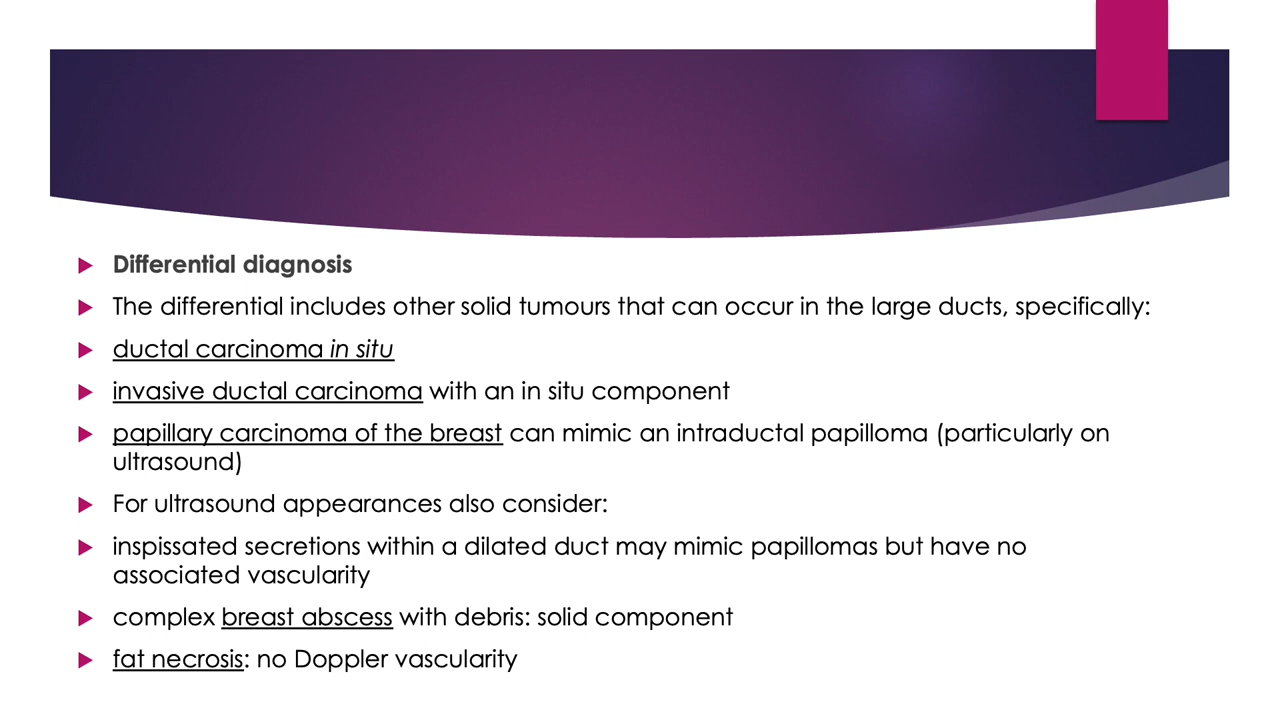 Differential diagnosis
The differential includes other solid tumours that can occur in the large ducts, specifically:
ductal carcinoma in situ
invasive ductal carcinoma with an in situ component
papillary carcinoma of the breast can mimic an intraductal papilloma (particularly on
ultrasound)
For ultrasound appearances also consider:
inspissated secretions within a dilated duct may mimic papillomas but have no
associated vascularity
complex breast abscess with debris: solid component
fat necrosis: no Doppler vascularity